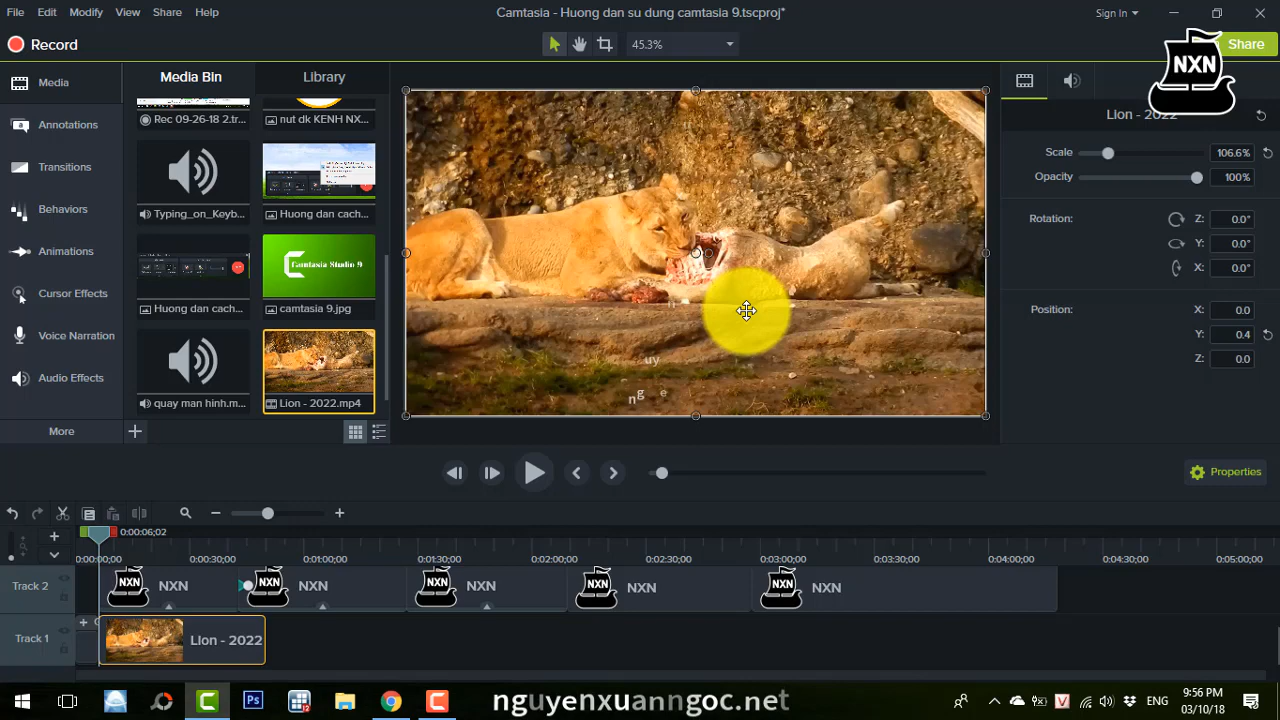 File Edit Modify View Share Help
Camtasia - Huong dan su dung camtasia 9.tscproj*
Sign In
Record
45.3%
Share
NXN
Media
Media Bin
Library
Annotations
Transitions
Behaviors
Animations
Cursor Effects
Voice Narration
Audio Effects
More
Rec 09-26-18 2.tr...
nut dk KENH NX...
Typing_on_Keyb...
Huong dan cach...
Camtasia Studio 9
Huong dan cach...
camtasia 9.jpg
quay man hinh.m...
Lion - 2022.mp4
uy
ng e
Lion - 2022
Scale 106.6%
Opacity 100%
Rotation: Z: 0.0°
Y: 0.0°
X: 0.0°
Position: X: 0.0
Y: 0.4
Z: 0.0
Properties
0:00:06;02
0:00:00;00 0:00:30;00 0:01:00;00 0:01:30;00 0:02:00;00 0:02:30;00 0:03:00;00 0:03:30;00 0:04:00;00 0:04:30;00 0:05:00;00
Track 2
NXN NXN NXN NXN NXN NXN NXN NXN NXN NXN
Track 1
Lion - 2022
nguyenxuanngoc.net
Ps
12
V
ENG
9:56 PM
03/10/18